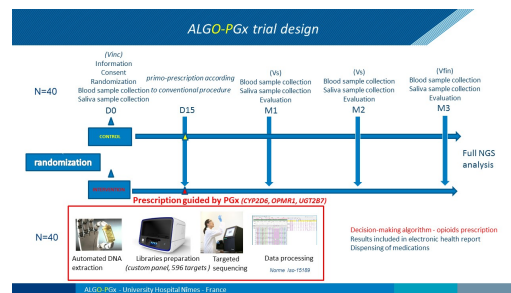 ALGO-PGx trial design
(Vinc)
Information
Consent
Randomization
Blood sample collection
Saliva sample collection
D0
primo-prescription according
to conventional procedure
D15
(Vs)
Blood sample collection
Saliva sample collection
Evaluation
M1
(Vs)
Blood sample collection
Saliva sample collection
Evaluation
M2
(Vfin)
Blood sample collection
Saliva sample collection
Evaluation
M3
N=40
CONTROL
randomization
Full NGS
analysis
Prescription guided by PGx (CYP2D6, OPMR1, UGT2B7)
N=40
Automated DNA
extraction
Libraries preparation
(custom panel, 596 targets)
Targeted
sequencing
Data processing
Norme Iso-15189
Decision-making algorithm - opioids prescription
Results included in electronic health report
Dispensing of medications
ALGO-PGx - University Hospital Nîmes - France